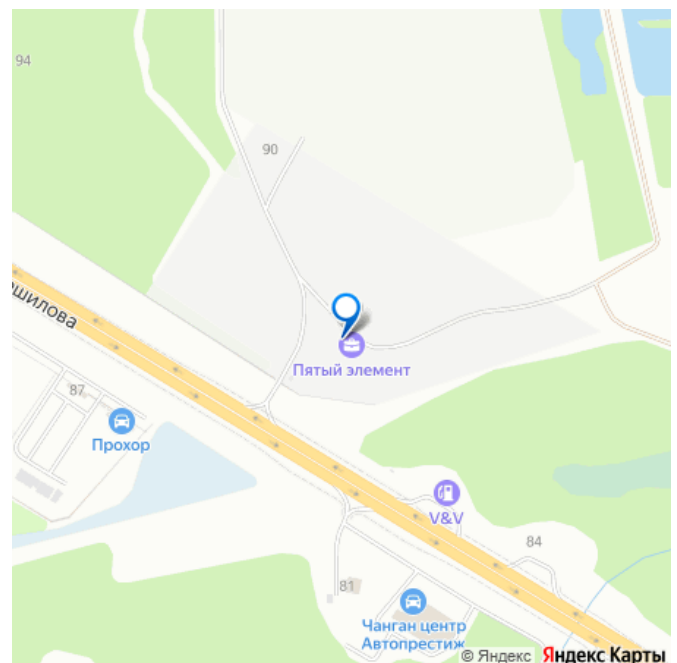 94
90
ошилова
Пятый элемент
87
Прохор
V&V
84
81
Чанган центр
Автопрестиж
© Яндекс Яндекс Карты